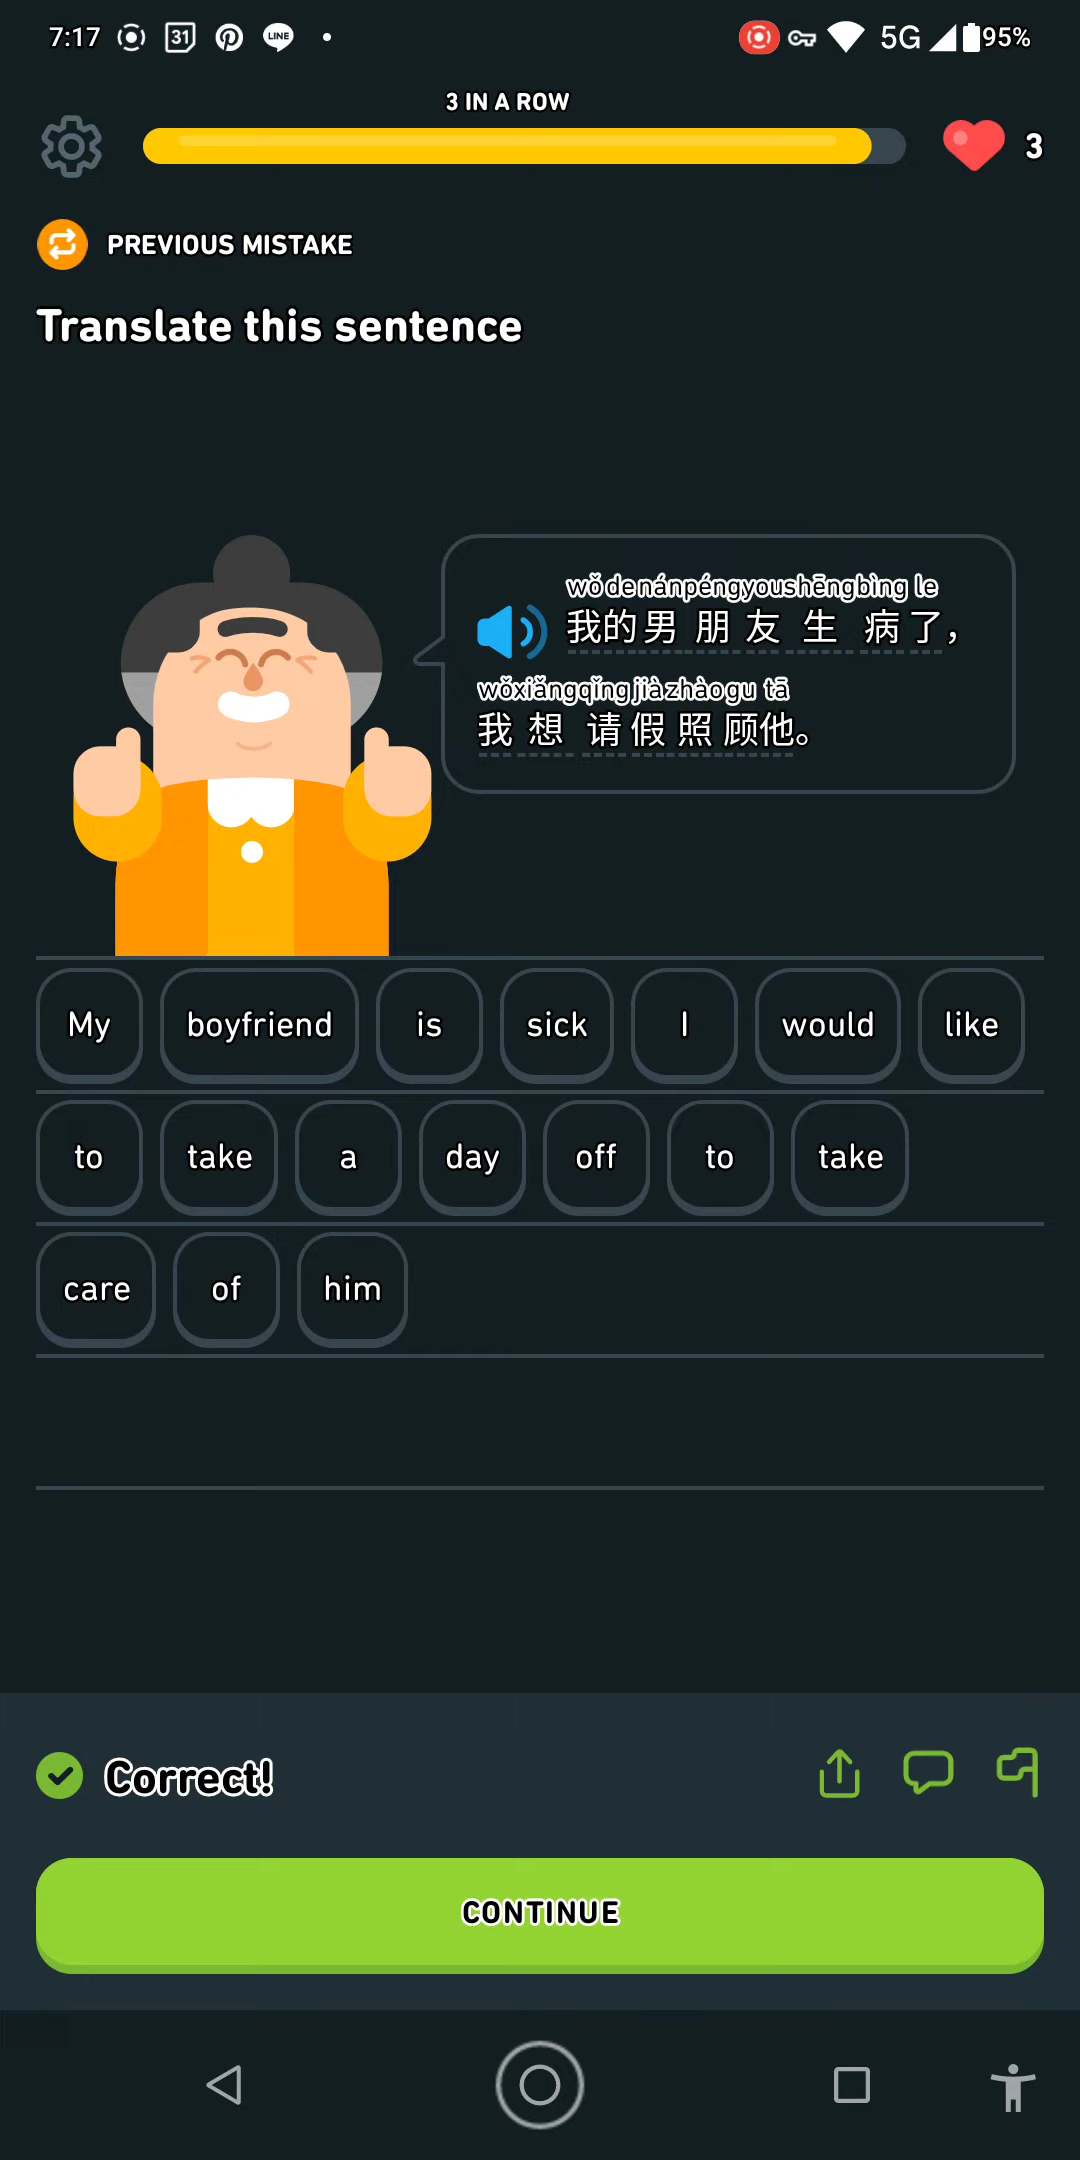 7:17
31
LINE
5G
95%
3 IN A ROW
3
PREVIOUS MISTAKE
Translate this sentence
wǒ de nánpéngyou shēngbìng le
我的男朋友生病了，
wǒ xiǎng qǐngjià zhàogu tā
我想请假照顾他。
My boyfriend is sick I would like
to take a day off to take
care of him
Correct!
CONTINUE